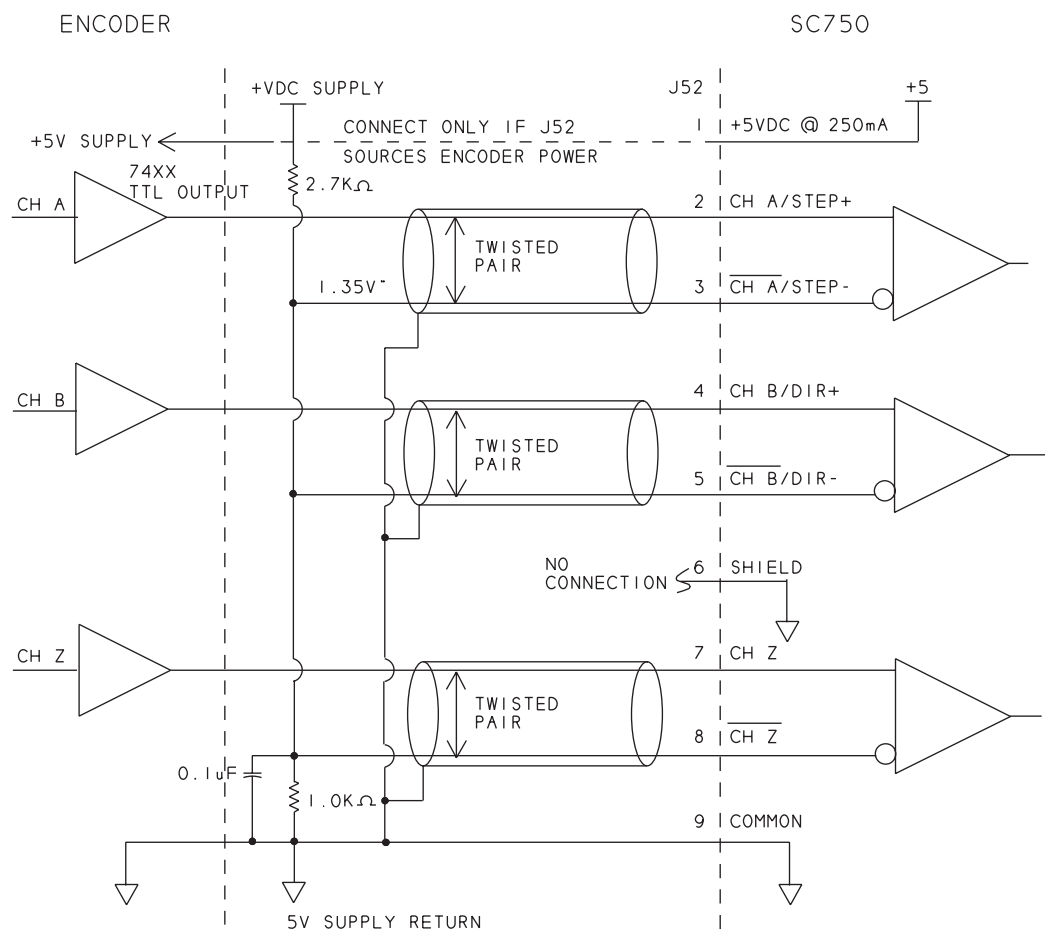 ENCODER
SC750
+VDC SUPPLY
J52
+5
+5V SUPPLY
CONNECT ONLY IF J52
SOURCES ENCODER POWER
1
+5VDC @ 250mA
74XX
TTL OUTPUT
2.7KΩ
CH A
TWISTED
PAIR
2
CH A/STEP+
1.35V
3
CH A̅/STEP-
CH B
TWISTED
PAIR
4
CH B/DIR+
5
CH B̅/DIR-
NO
CONNECTION
6
SHIELD
CH Z
TWISTED
PAIR
7
CH Z
8
CH Z̅
0.1uF
1.0KΩ
9
COMMON
5V SUPPLY RETURN